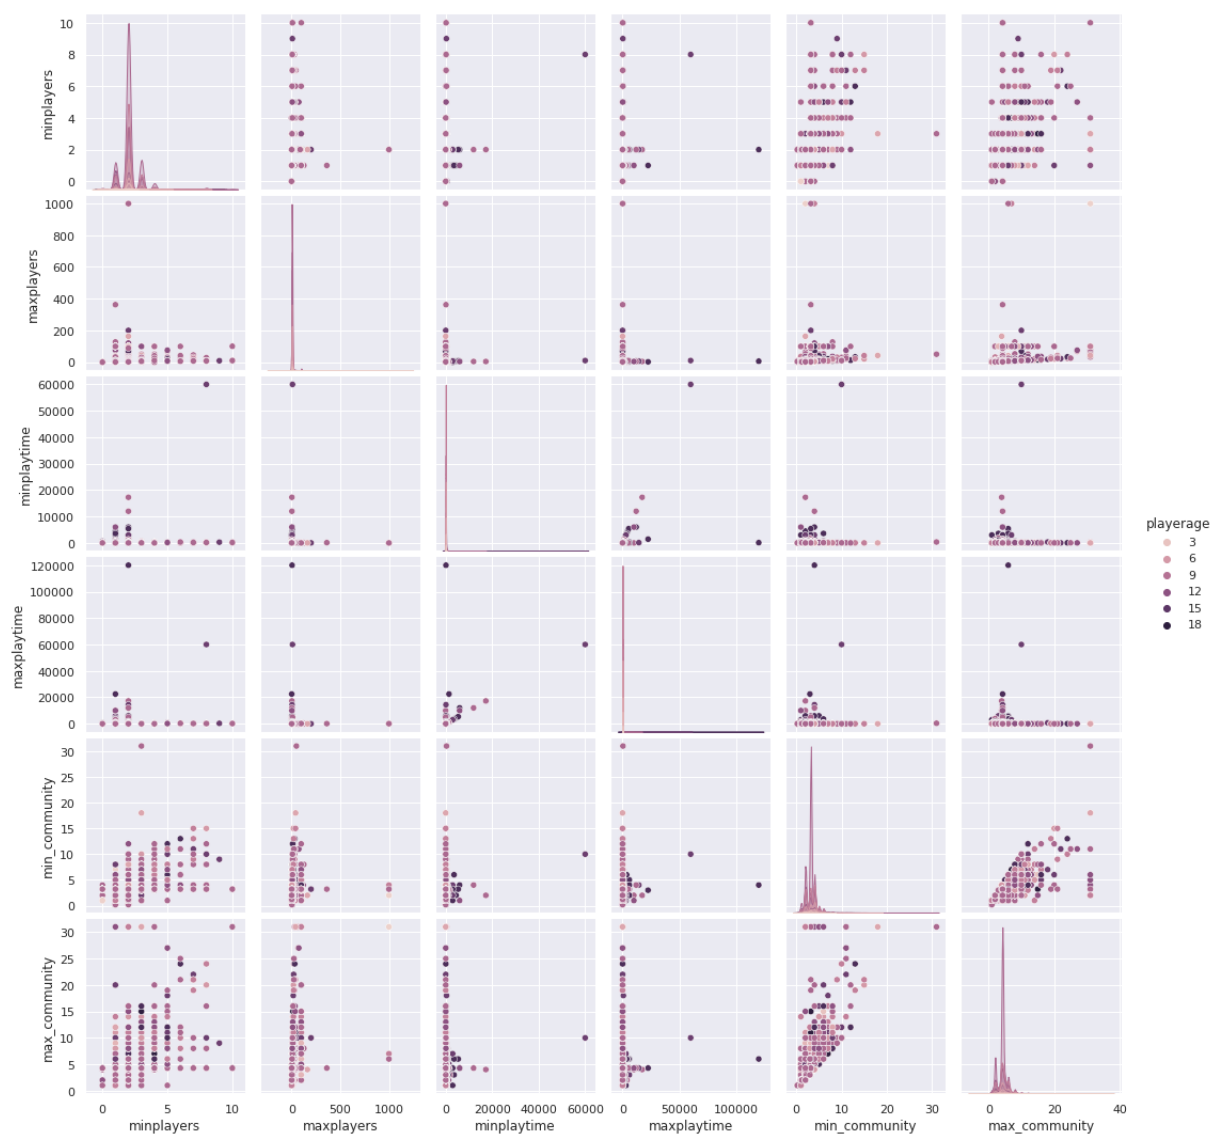 10
8
6
4
2
0
minplayers
1000
800
600
400
200
0
maxplayers
60000
50000
40000
30000
20000
10000
0
minplaytime
120000
100000
80000
60000
40000
20000
0
maxplaytime
30
25
20
15
10
5
0
min_community
30
25
20
15
10
5
0
max_community
0 5 10
minplayers
0 500 1000
maxplayers
0 20000 40000 60000
minplaytime
0 50000 100000
maxplaytime
0 10 20 30
min_community
0 20 40
max_community
playerage
3
6
9
12
15
18